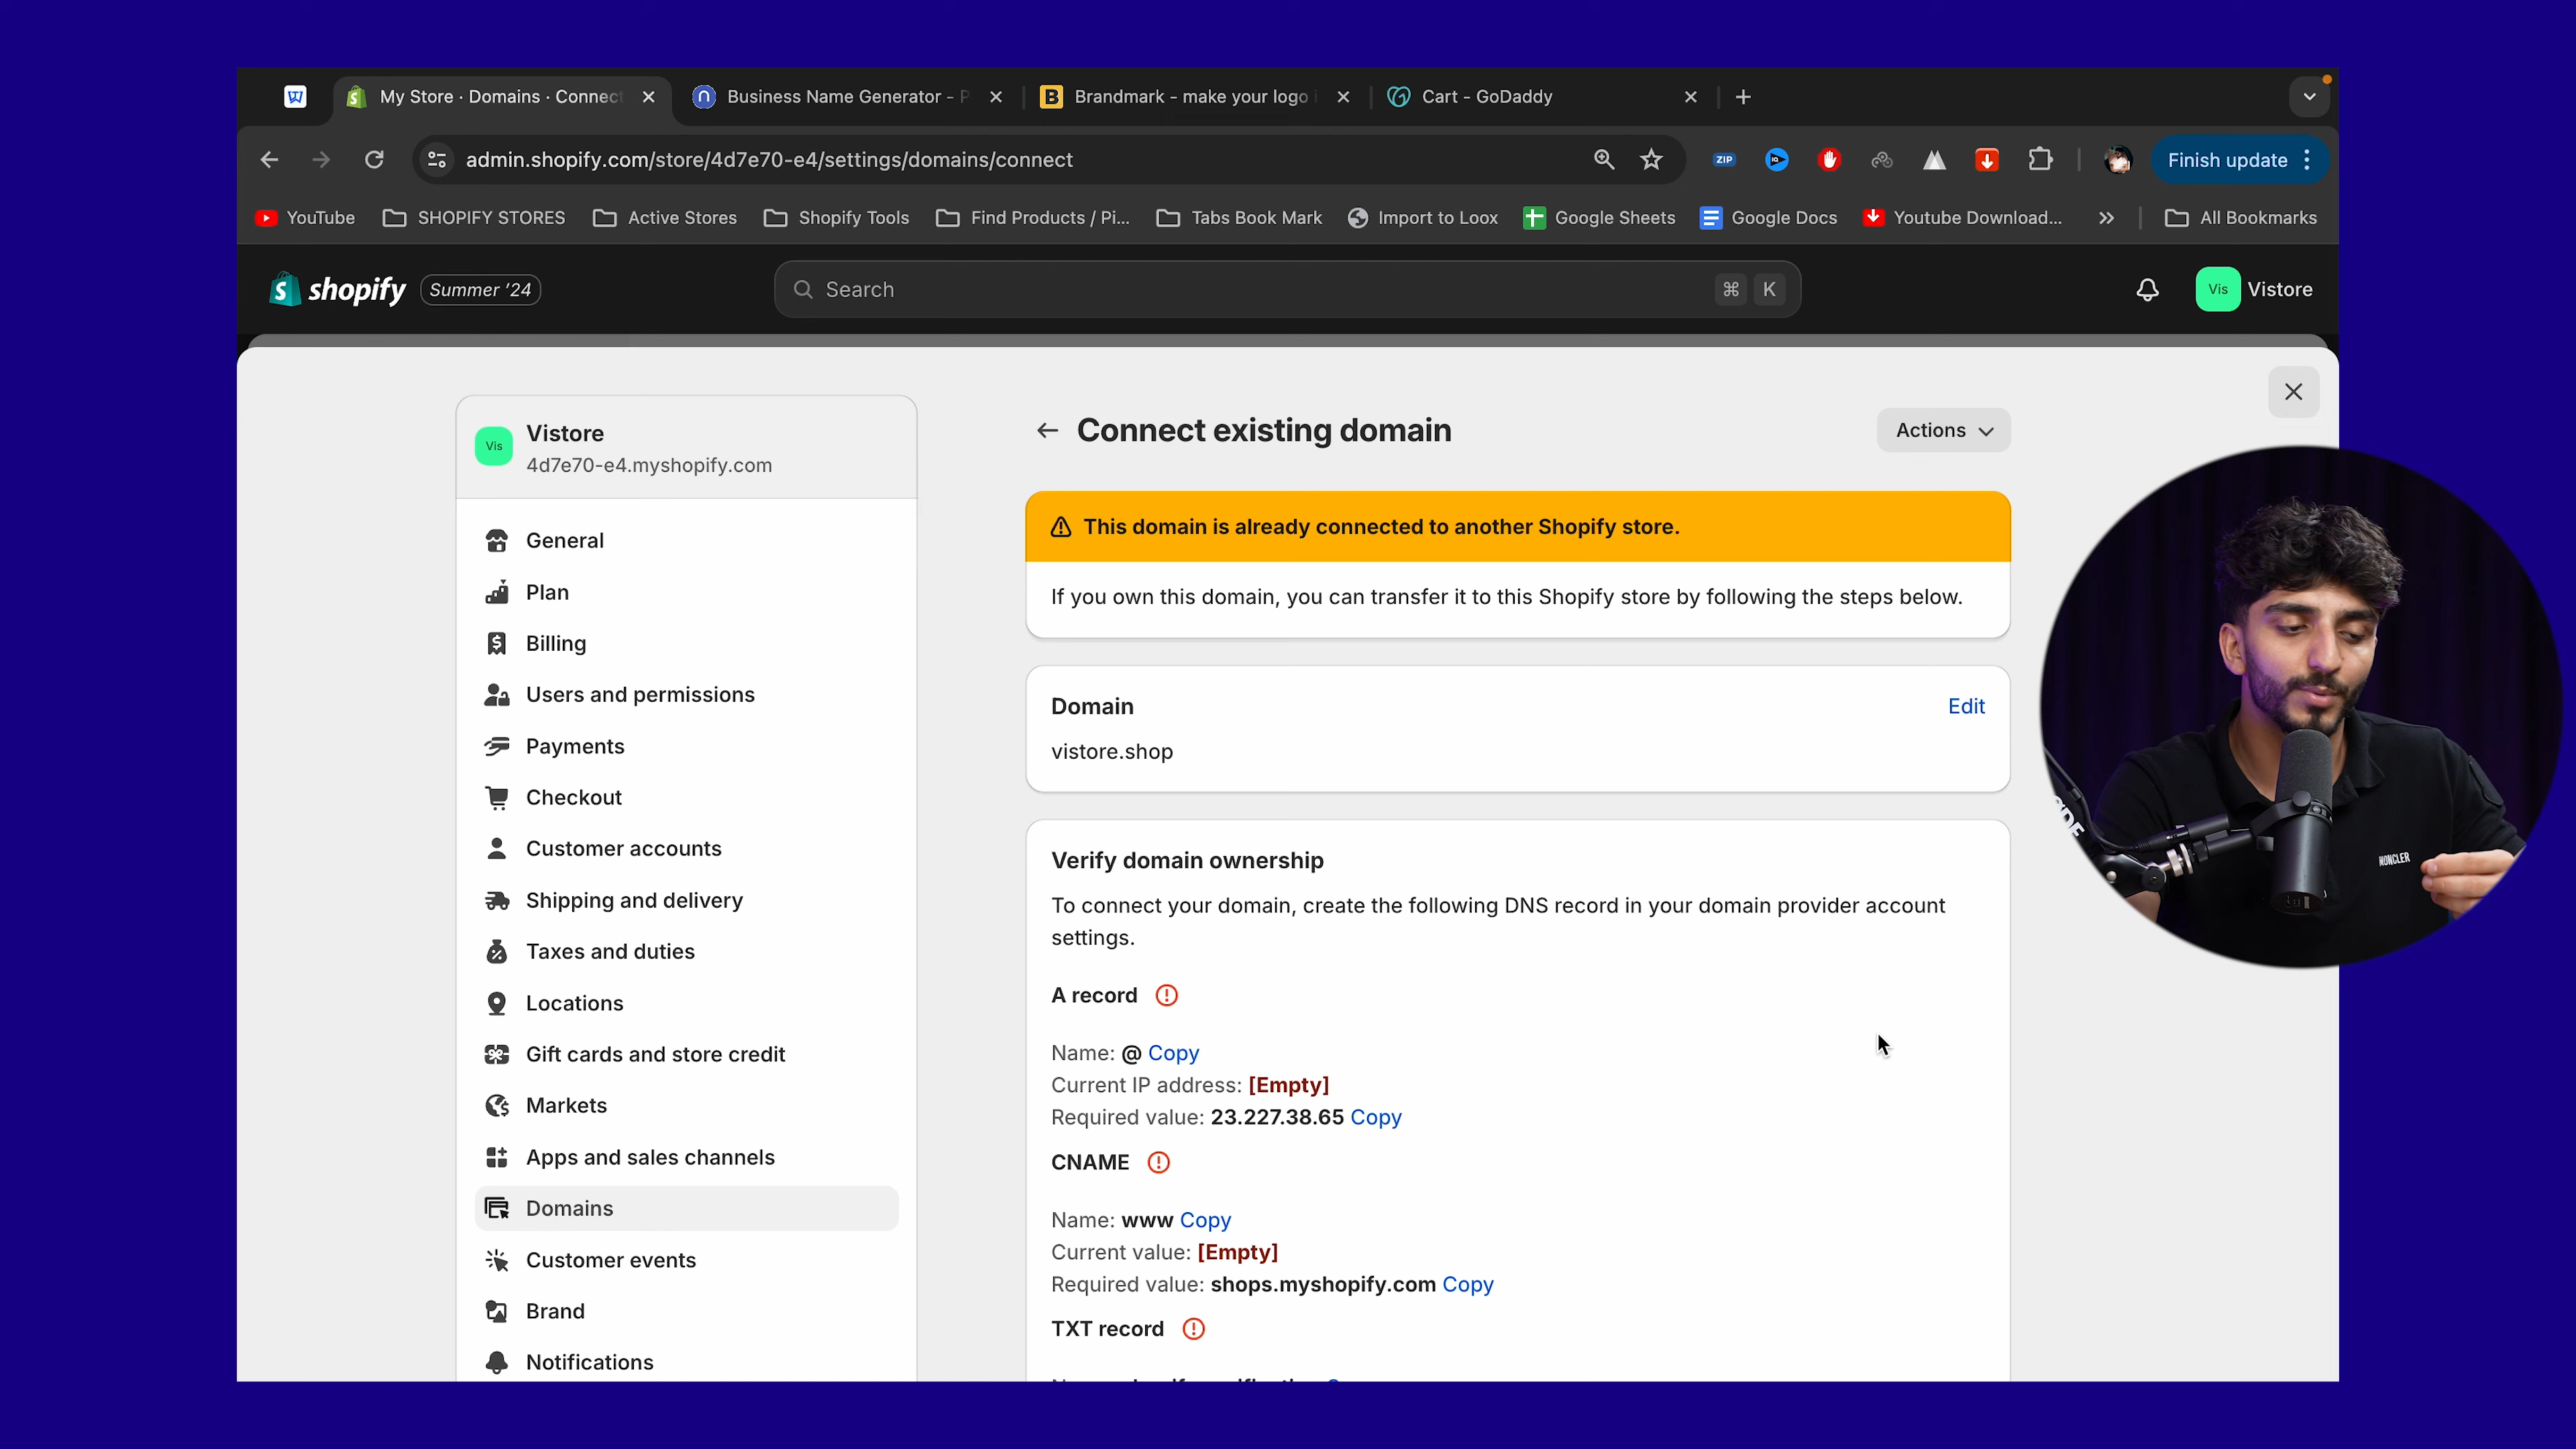 My Store · Domains · Connect
Business Name Generator - P
Brandmark - make your logo i
Cart - GoDaddy
admin.shopify.com/store/4d7e70-e4/settings/domains/connect
ZIP
Finish update
YouTube
SHOPIFY STORES
Active Stores
Shopify Tools
Find Products / Pi...
Tabs Book Mark
Import to Loox
Google Sheets
Google Docs
Youtube Download...
All Bookmarks
shopify
Summer '24
Search
⌘ K
Vis
Vistore
Vis
Vistore
4d7e70-e4.myshopify.com
General
Plan
Billing
Users and permissions
Payments
Checkout
Customer accounts
Shipping and delivery
Taxes and duties
Locations
Gift cards and store credit
Markets
Apps and sales channels
Domains
Customer events
Brand
Notifications
Connect existing domain
Actions
This domain is already connected to another Shopify store.
If you own this domain, you can transfer it to this Shopify store by following the steps below.
Domain
Edit
vistore.shop
Verify domain ownership
To connect your domain, create the following DNS record in your domain provider account
settings.
A record
Name: @ Copy
Current IP address: [Empty]
Required value: 23.227.38.65 Copy
CNAME
Name: www Copy
Current value: [Empty]
Required value: shops.myshopify.com Copy
TXT record
MONCLER